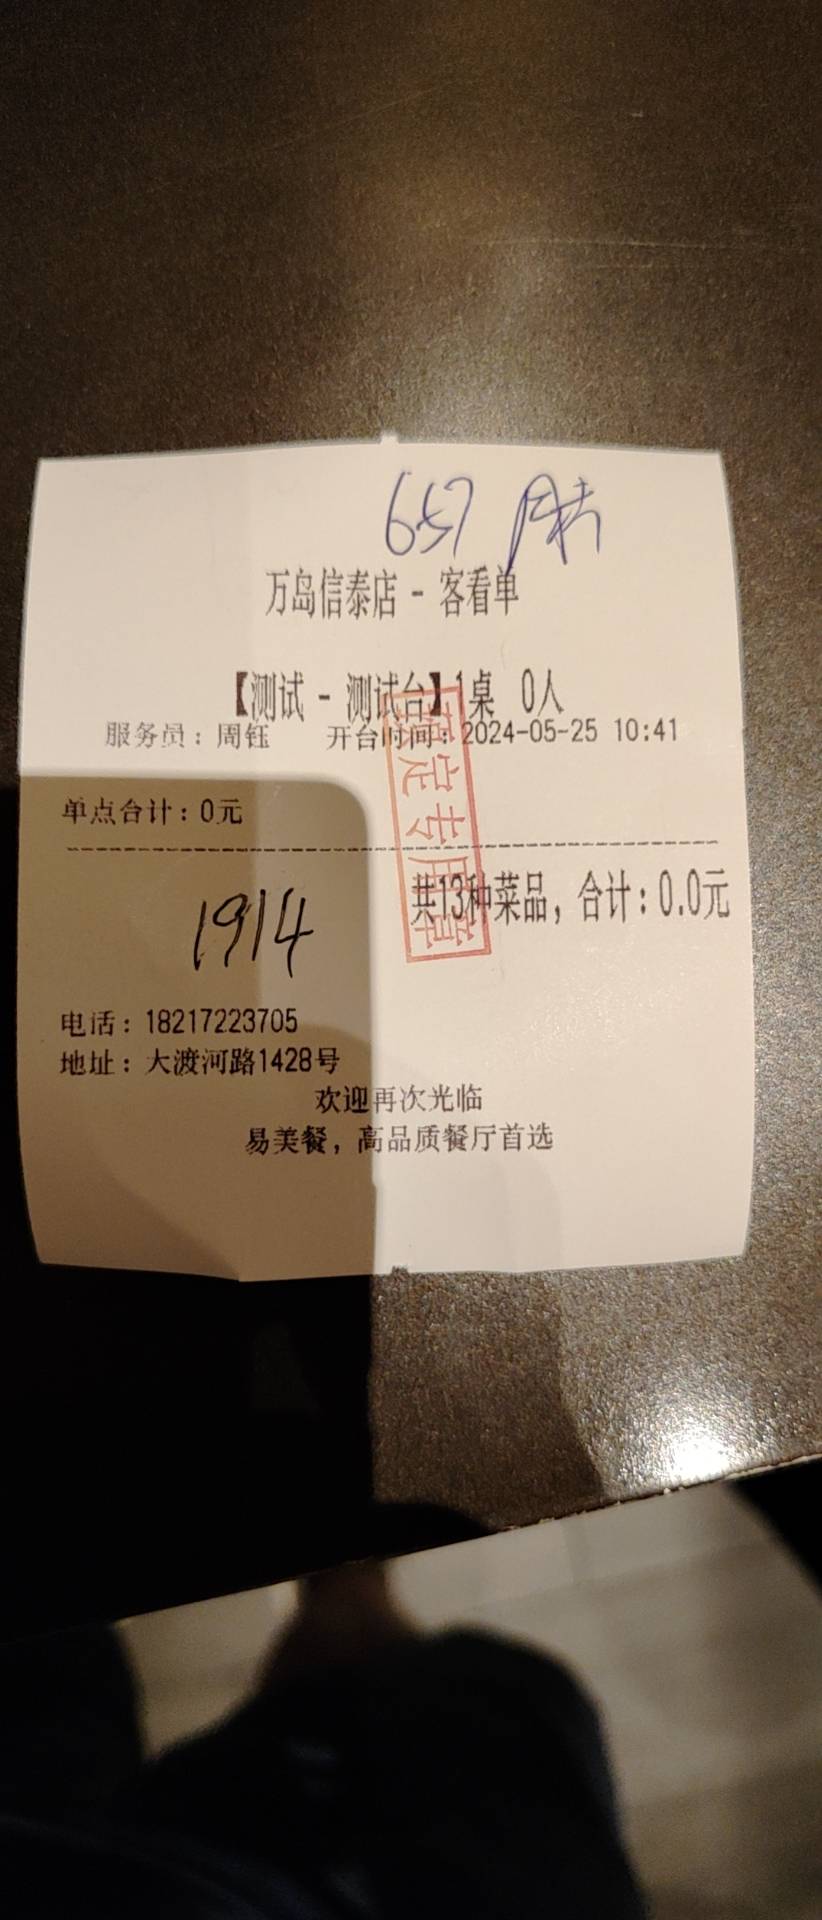 657
万岛信泰店 - 客看单
【测试 - 测试台】1桌 0人
服务员：周钰 开台时间：2024-05-25 10:41
单点合计：0元
共13种菜品，合计：0.0元
1914
电话：18217223705
地址：大渡河路1428号
欢迎再次光临
易美餐，高品质餐厅首选
定专用章